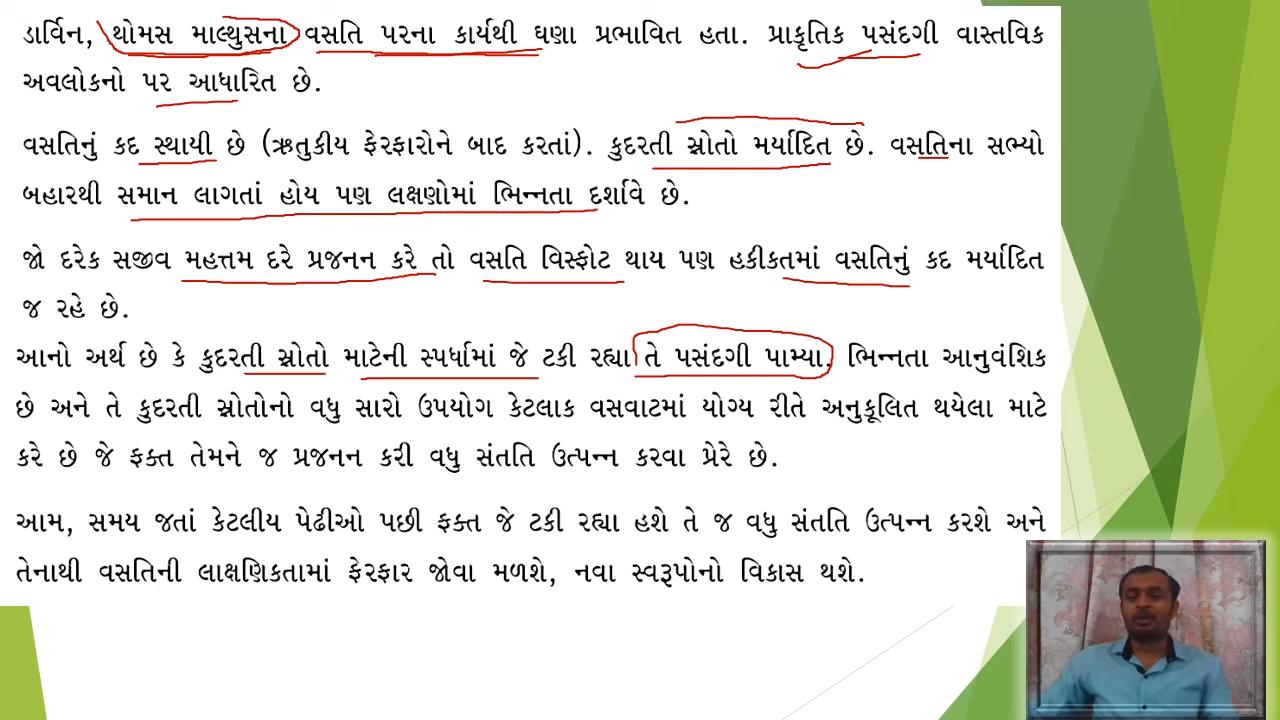 ડાર્વિન, થોમસ માલ્થુસના વસતિ પરના કાર્યથી ઘણા પ્રભાવિત હતા. પ્રાકૃતિક પસંદગી વાસ્તવિક
અવલોકનો પર આધારિત છે.
વસતિનું કદ સ્થાયી છે (ઋતુકીય ફેરફારોને બાદ કરતાં). કુદરતી સ્રોતો મર્યાદિત છે. વસતિના સભ્યો
બહારથી સમાન લાગતાં હોય પણ લક્ષણોમાં ભિન્નતા દર્શાવે છે.
જો દરેક સજીવ મહત્તમ દરે પ્રજનન કરે તો વસતિ વિસ્ફોટ થાય પણ હકીકતમાં વસતિનું કદ મર્યાદિત
જ રહે છે.
આનો અર્થ છે કે કુદરતી સ્રોતો માટેની સ્પર્ધામાં જે ટકી રહ્યા તે પસંદગી પામ્યા. ભિન્નતા આનુવંશિક
છે અને તે કુદરતી સ્રોતોનો વધુ સારો ઉપયોગ કેટલાક વસવાટમાં યોગ્ય રીતે અનુકૂલિત થયેલા માટે
કરે છે જે ફક્ત તેમને જ પ્રજનન કરી વધુ સંતતિ ઉત્પન્ન કરવા પ્રેરે છે.
આમ, સમય જતાં કેટલીય પેઢીઓ પછી ફક્ત જે ટકી રહ્યા હશે તે જ વધુ સંતતિ ઉત્પન્ન કરશે અને
તેનાથી વસતિની લાક્ષણિકતામાં ફેરફાર જોવા મળશે, નવા સ્વરૂપોનો વિકાસ થશે.